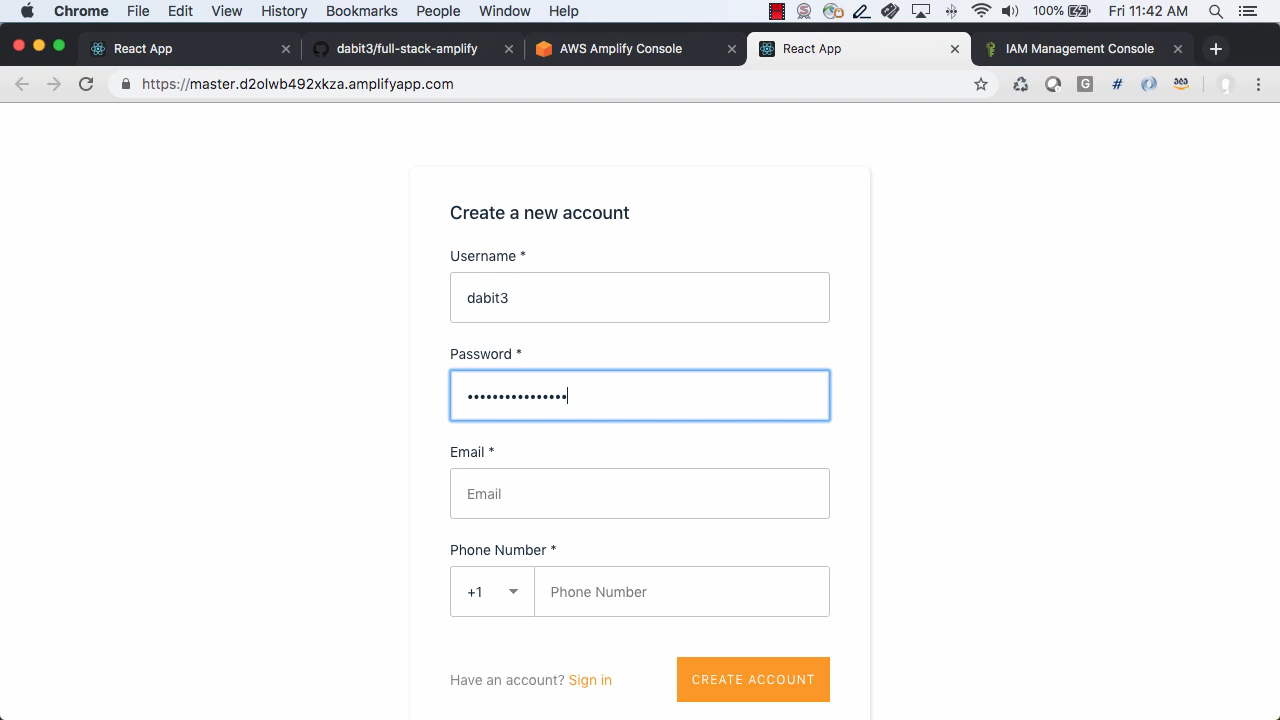 Chrome File Edit View History Bookmarks People Window Help 100% Fri 11:42 AM
React App dabit3/full-stack-amplify AWS Amplify Console React App IAM Management Console
https://master.d2olwb492xkza.amplifyapp.com G # aea
Create a new account
Username *
dabit3
Password *
••••••••••••••••
Email *
Email
Phone Number *
+1 Phone Number
Have an account? Sign in CREATE ACCOUNT